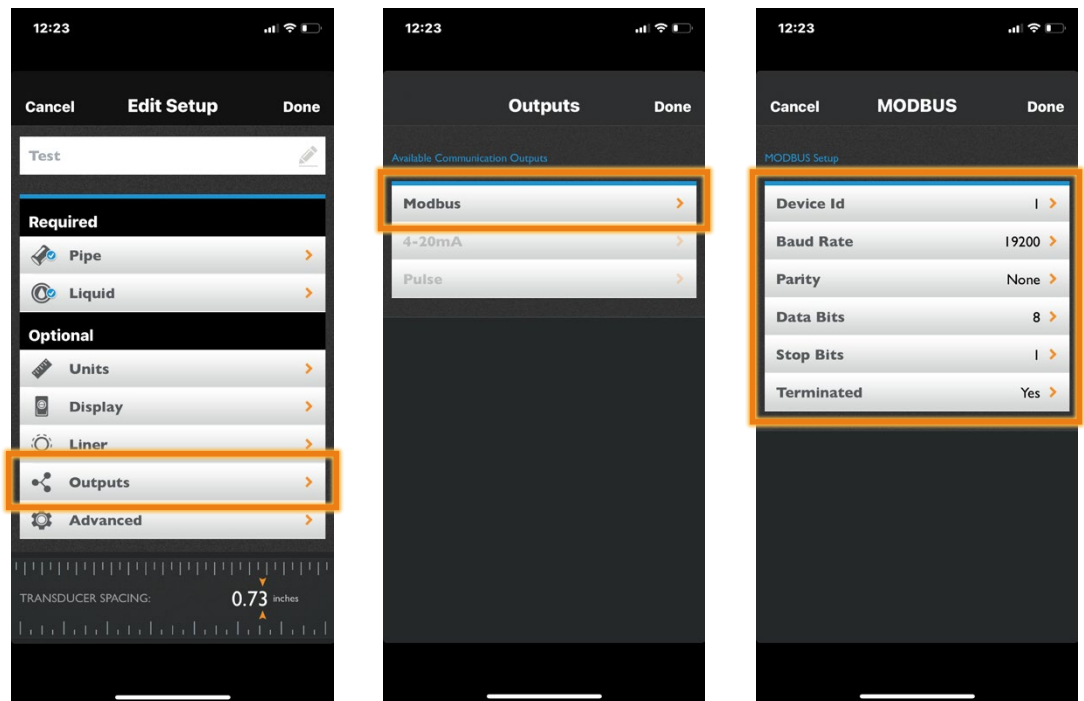 12:23
Cancel Edit Setup Done
Test
Required
Pipe
Liquid
Optional
Units
Display
Liner
Outputs
Advanced
TRANSDUCER SPACING: 0.73 inches
12:23
Outputs Done
Available Communication Outputs
Modbus
4-20mA
Pulse
12:23
Cancel MODBUS Done
MODBUS Setup
Device Id 1
Baud Rate 19200
Parity None
Data Bits 8
Stop Bits 1
Terminated Yes